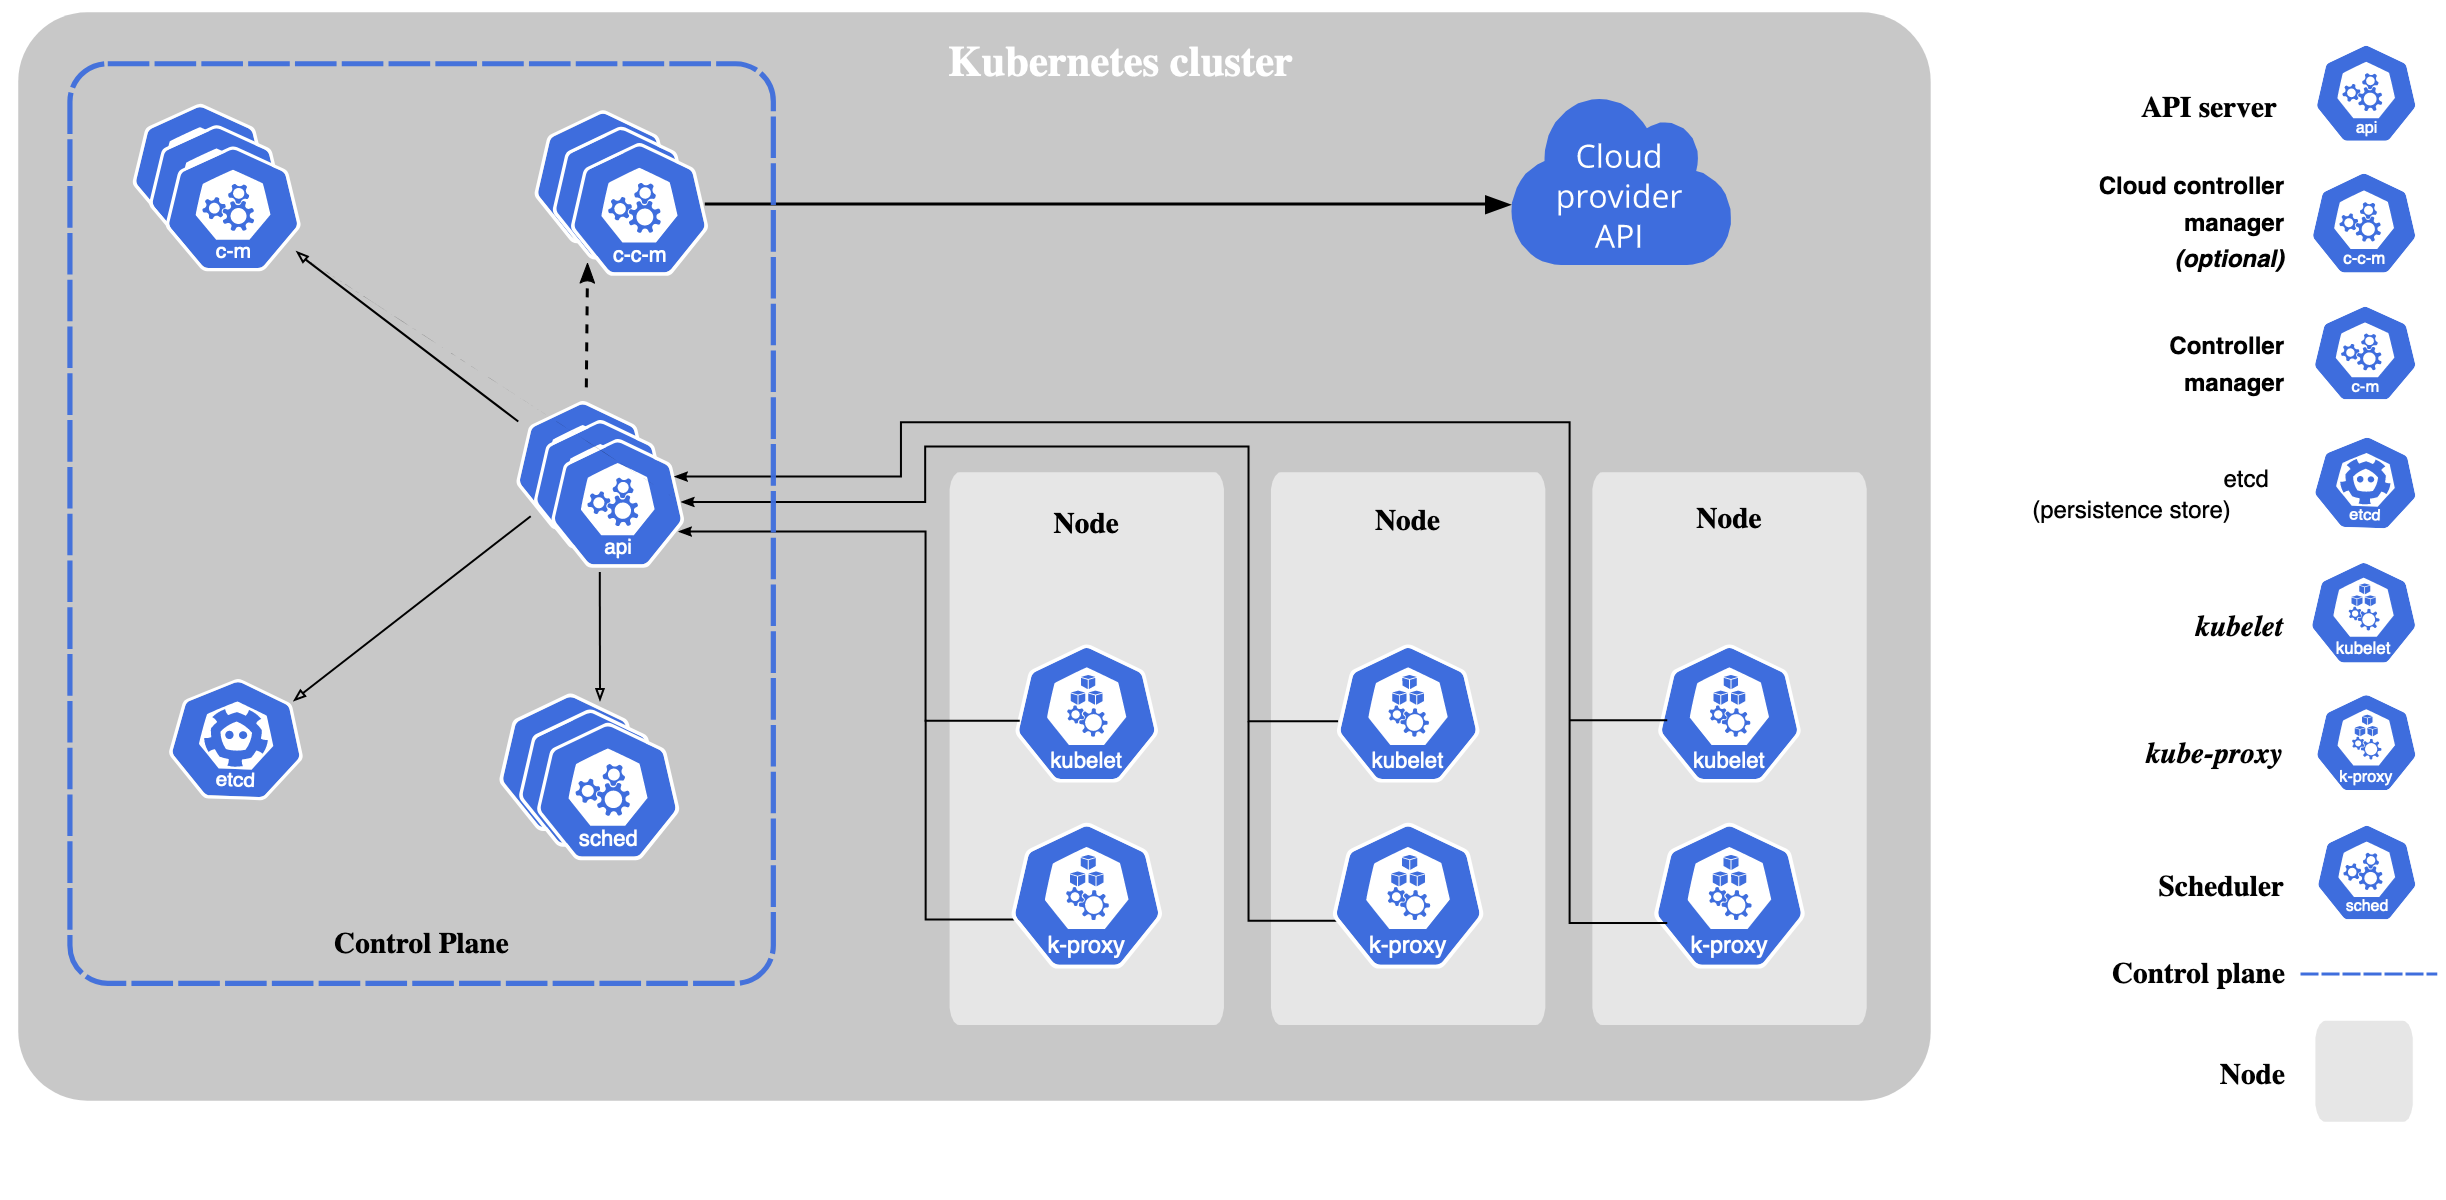 Kubernetes cluster
c-m
c-c-m
Cloud
provider
API
api
etcd
sched
Control Plane
Node
kubelet
k-proxy
Node
kubelet
k-proxy
Node
kubelet
k-proxy
API server
api
Cloud controller
manager
(optional)
c-c-m
Controller
manager
c-m
etcd
(persistence store)
etcd
kubelet
kubelet
kube-proxy
k-proxy
Scheduler
sched
Control plane
Node